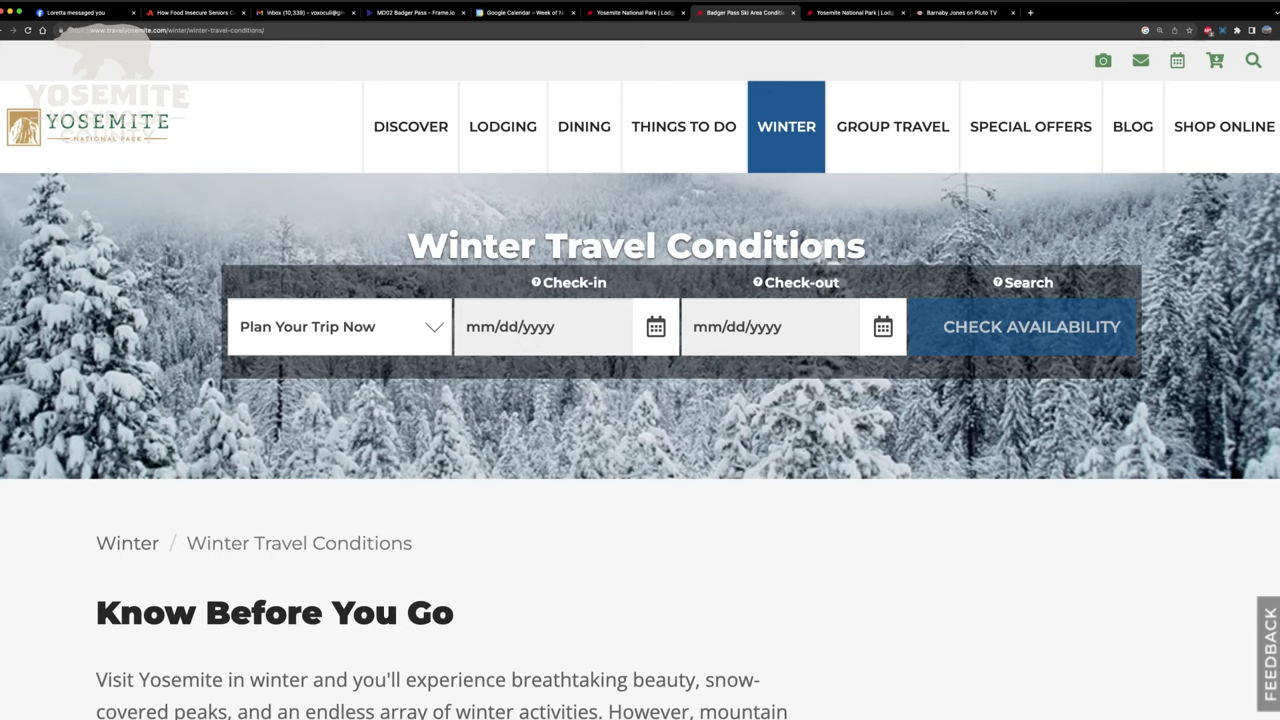 Loretta messaged you
How Food Insecure Seniors C
Inbox (10,339) - voxoculi@gm
MD02 Badger Pass - Frame.io
Google Calendar - Week of N
Yosemite National Park | Lodg
Badger Pass Ski Area Conditi
Yosemite National Park | Lodg
Barnaby Jones on Pluto TV
www.travelyosemite.com/winter/winter-travel-conditions/
YOSEMITE
COUNTY
YOSEMITE
NATIONAL PARK
DISCOVER
LODGING
DINING
THINGS TO DO
WINTER
GROUP TRAVEL
SPECIAL OFFERS
BLOG
SHOP ONLINE
Winter Travel Conditions
Check-in
Check-out
Search
Plan Your Trip Now
mm/dd/yyyy
mm/dd/yyyy
CHECK AVAILABILITY
Winter / Winter Travel Conditions
Know Before You Go
Visit Yosemite in winter and you'll experience breathtaking beauty, snow-
covered peaks, and an endless array of winter activities. However, mountain
FEEDBACK